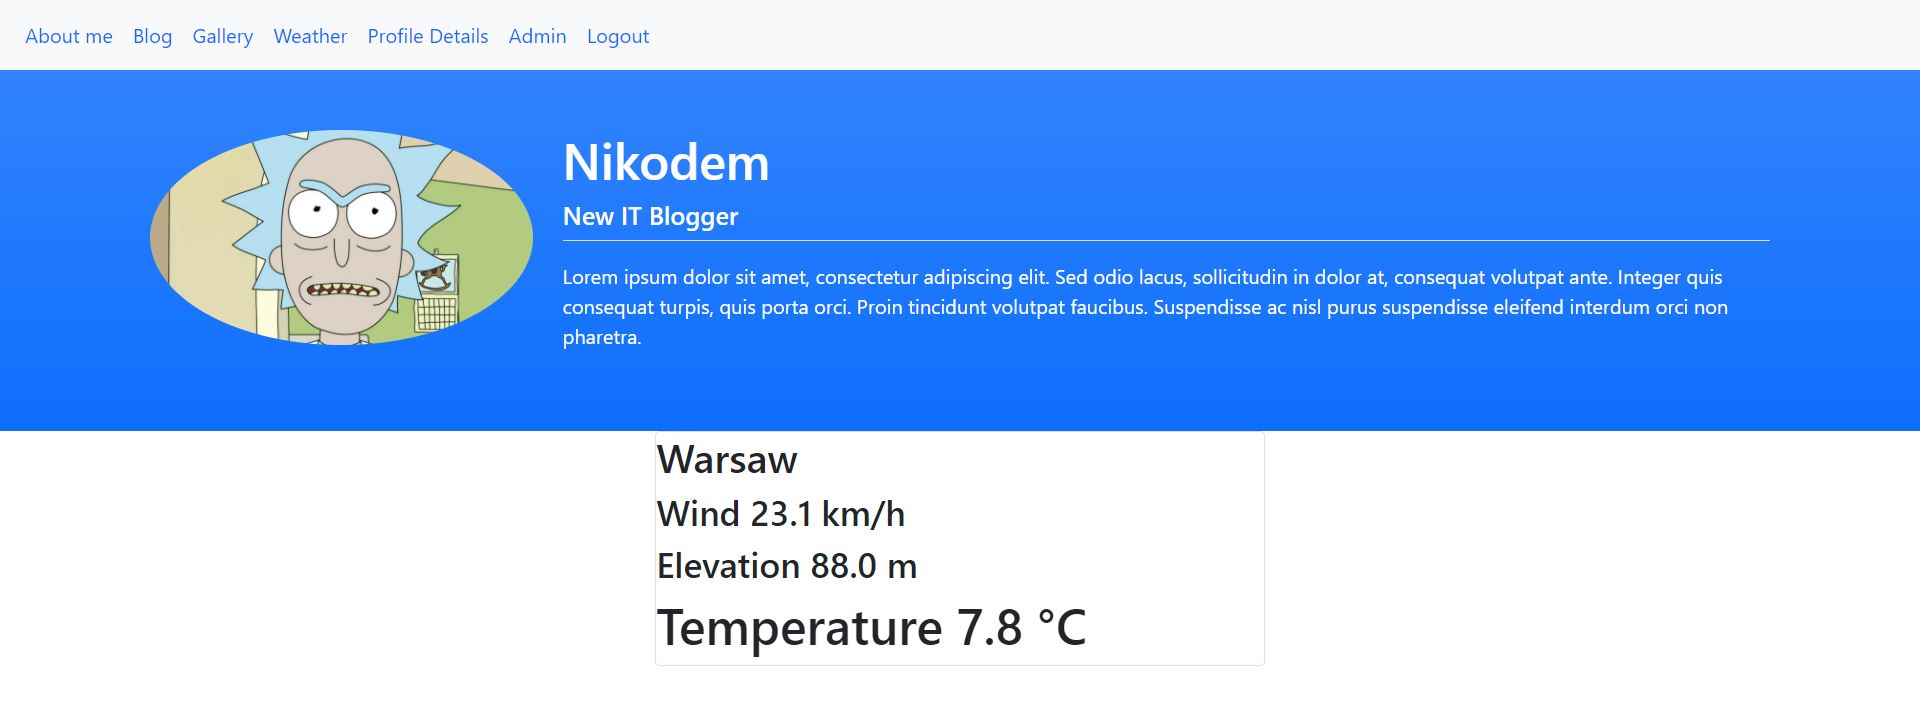 About me Blog Gallery Weather Profile Details Admin Logout
Nikodem
New IT Blogger
Lorem ipsum dolor sit amet, consectetur adipiscing elit. Sed odio lacus, sollicitudin in dolor at, consequat volutpat ante. Integer quis
consequat turpis, quis porta orci. Proin tincidunt volutpat faucibus. Suspendisse ac nisl purus suspendisse eleifend interdum orci non
pharetra.
Warsaw
Wind 23.1 km/h
Elevation 88.0 m
Temperature 7.8 °C